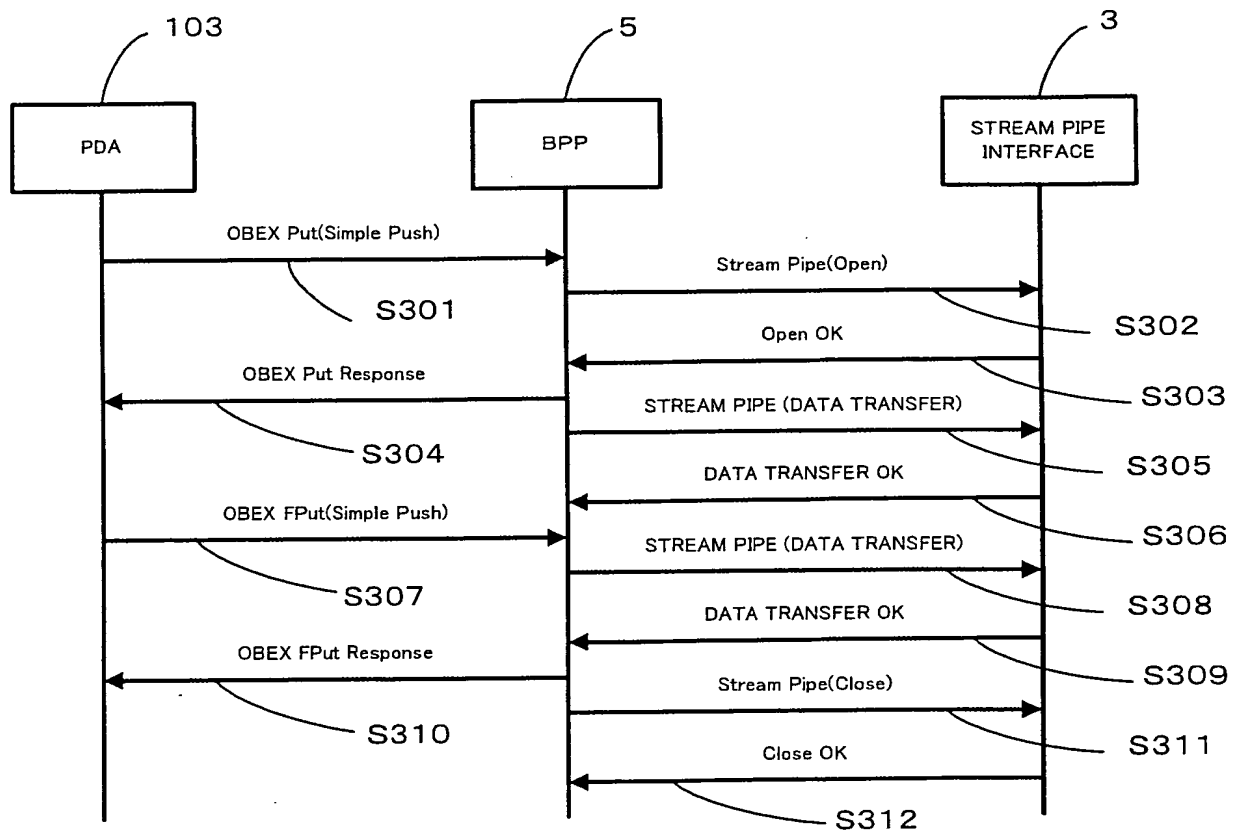 103
5
3
PDA
BPP
STREAM PIPE
INTERFACE
OBEX Put(Simple Push)
S301
Stream Pipe(Open)
S302
Open OK
S303
OBEX Put Response
S304
STREAM PIPE (DATA TRANSFER)
S305
DATA TRANSFER OK
S306
OBEX FPut(Simple Push)
S307
STREAM PIPE (DATA TRANSFER)
S308
DATA TRANSFER OK
S309
OBEX FPut Response
S310
Stream Pipe(Close)
S311
Close OK
S312